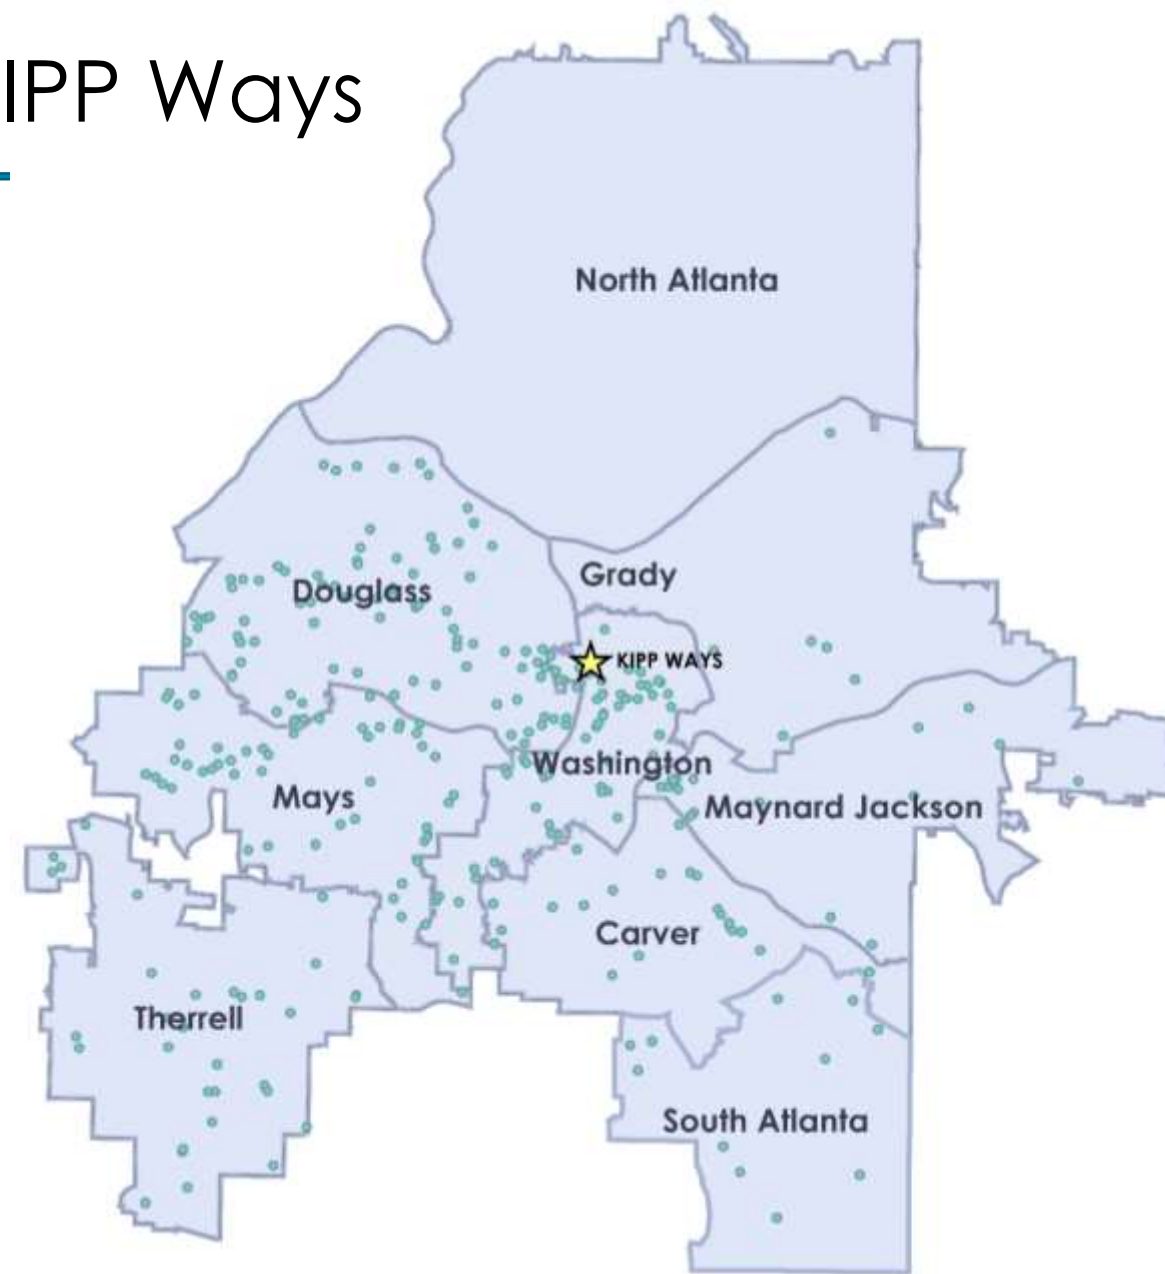 IPP Ways
North Atlanta
Grady
Douglass
KIPP WAYS
Washington
Mays
Maynard Jackson
Carver
Therrell
South Atlanta